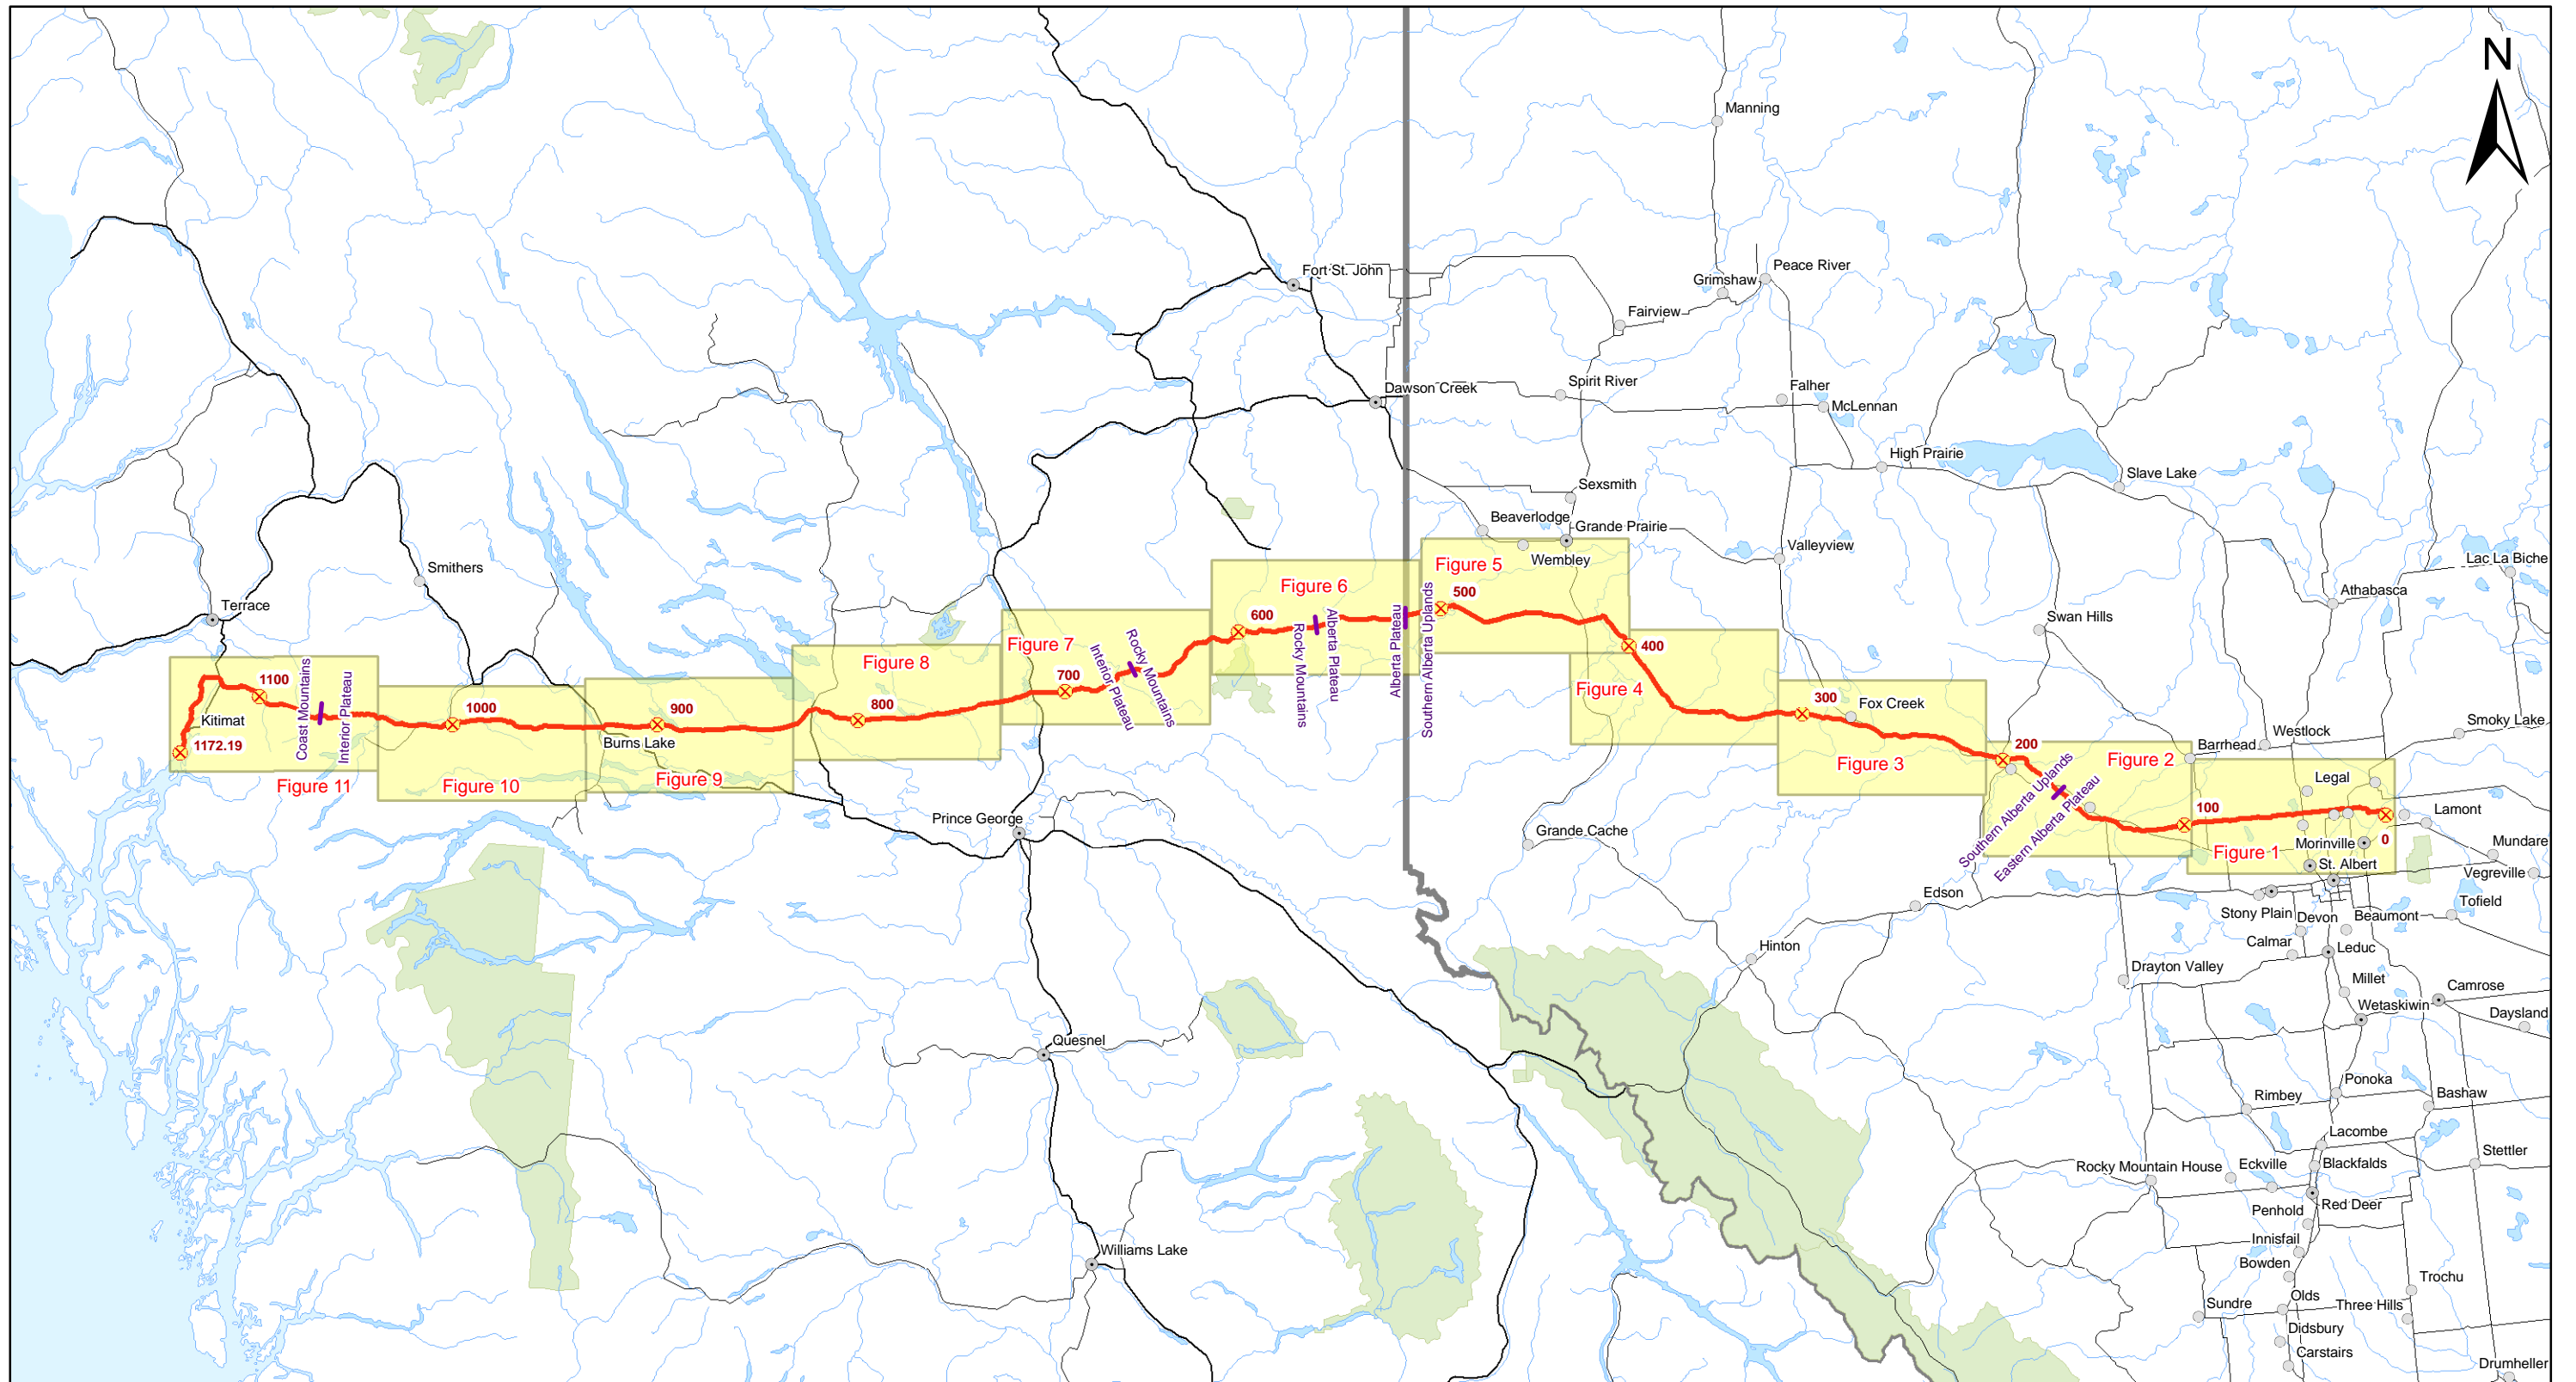 N
Manning
Fort St. John
Grimshaw
Peace River
Fairview
Dawson Creek
Spirit River
Falher
McLennan
High Prairie
Slave Lake
Sexsmith
Beaverlodge
Grande Prairie
Wembley
Valleyview
Lac La Biche
Athabasca
Smithers
Terrace
Swan Hills
Figure 5
500
Figure 6
600
Alberta Plateau
Rocky Mountains
Alberta Plateau
Southern Alberta Uplands
Figure 7
700
Interior Plateau
Rocky Mountains
400
Figure 4
Figure 8
800
300
Fox Creek
Figure 3
1100
Kitimat
1172.19
Coast Mountains
Interior Plateau
Figure 11
1000
Figure 10
900
Burns Lake
Figure 9
200
Figure 2
Southern Alberta Uplands
Eastern Alberta Plateau
Barrhead
Westlock
Smoky Lake
Legal
100
Lamont
Figure 1
Morinville
0
St. Albert
Mundare
Vegreville
Prince George
Grande Cache
Edson
Hinton
Stony Plain
Devon
Beaumont
Tofield
Calmar
Leduc
Drayton Valley
Millet
Camrose
Wetaskiwin
Daysland
Quesnel
Ponoka
Rimbey
Bashaw
Lacombe
Rocky Mountain House
Eckville
Blackfalds
Stettler
Red Deer
Penhold
Innisfail
Williams Lake
Bowden
Trochu
Sundre
Olds
Three Hills
Didsbury
Carstairs
Drumheller